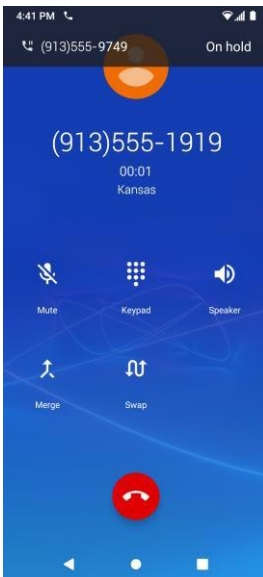 4:41 PM
(913)555-9749 On hold
(913)555-1919
00:01
Kansas
Mute Keypad Speaker
Merge Swap